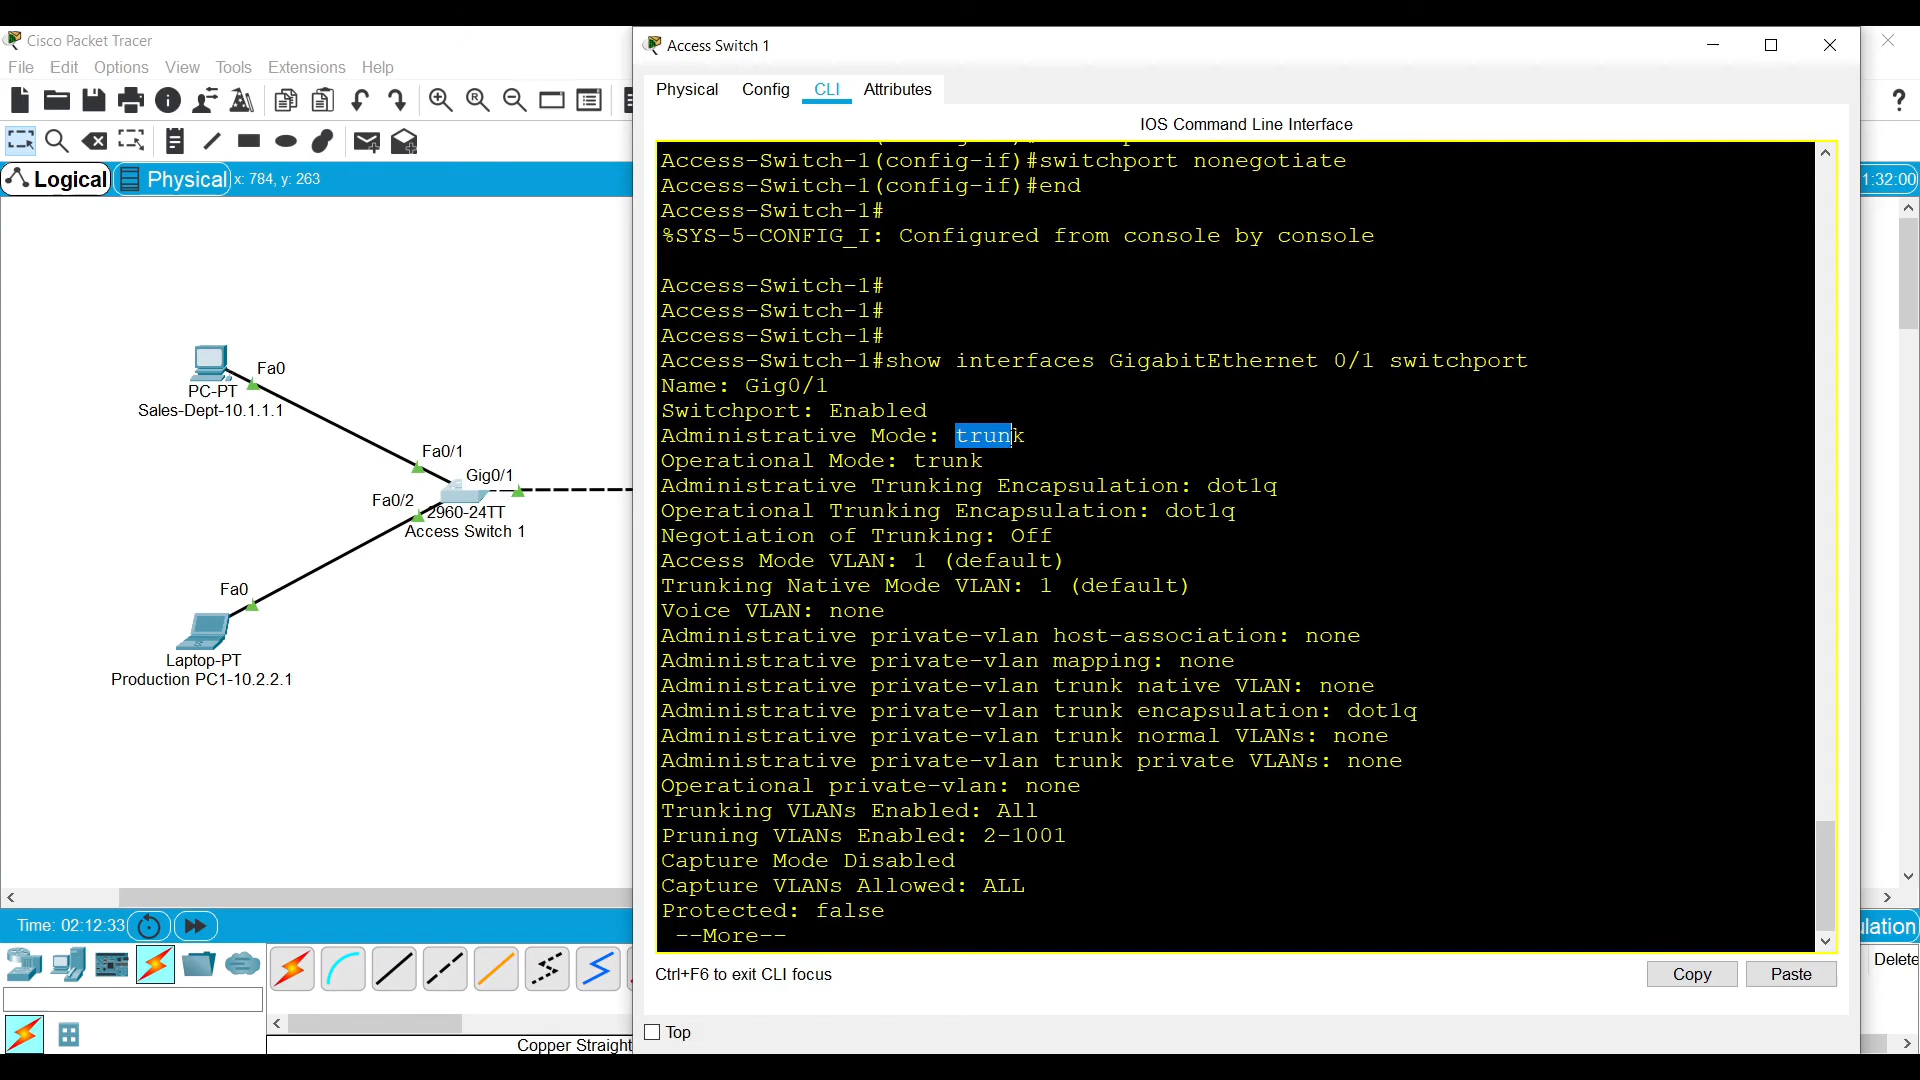 Cisco Packet Tracer
File Edit Options View Tools Extensions Help
Logical
Physical
x: 784, y: 263
PC-PT
Sales-Dept-10.1.1.1
Fa0
Fa0/1
Gig0/1
Fa0/2
2960-24TT
Access Switch 1
Fa0
Laptop-PT
Production PC1-10.2.2.1
Time: 02:12:33
Copper Straight
Access Switch 1
Physical Config CLI Attributes
IOS Command Line Interface
Access-Switch-1(config-if)#switchport nonegotiate
Access-Switch-1(config-if)#end
Access-Switch-1#
%SYS-5-CONFIG_I: Configured from console by console
Access-Switch-1#
Access-Switch-1#
Access-Switch-1#
Access-Switch-1#show interfaces GigabitEthernet 0/1 switchport
Name: Gig0/1
Switchport: Enabled
Administrative Mode: trunk
Operational Mode: trunk
Administrative Trunking Encapsulation: dot1q
Operational Trunking Encapsulation: dot1q
Negotiation of Trunking: Off
Access Mode VLAN: 1 (default)
Trunking Native Mode VLAN: 1 (default)
Voice VLAN: none
Administrative private-vlan host-association: none
Administrative private-vlan mapping: none
Administrative private-vlan trunk native VLAN: none
Administrative private-vlan trunk encapsulation: dot1q
Administrative private-vlan trunk normal VLANs: none
Administrative private-vlan trunk private VLANs: none
Operational private-vlan: none
Trunking VLANs Enabled: All
Pruning VLANs Enabled: 2-1001
Capture Mode Disabled
Capture VLANs Allowed: ALL
Protected: false
--More--
Ctrl+F6 to exit CLI focus
Copy
Paste
Top
?
1:32:00
ulation
Delete